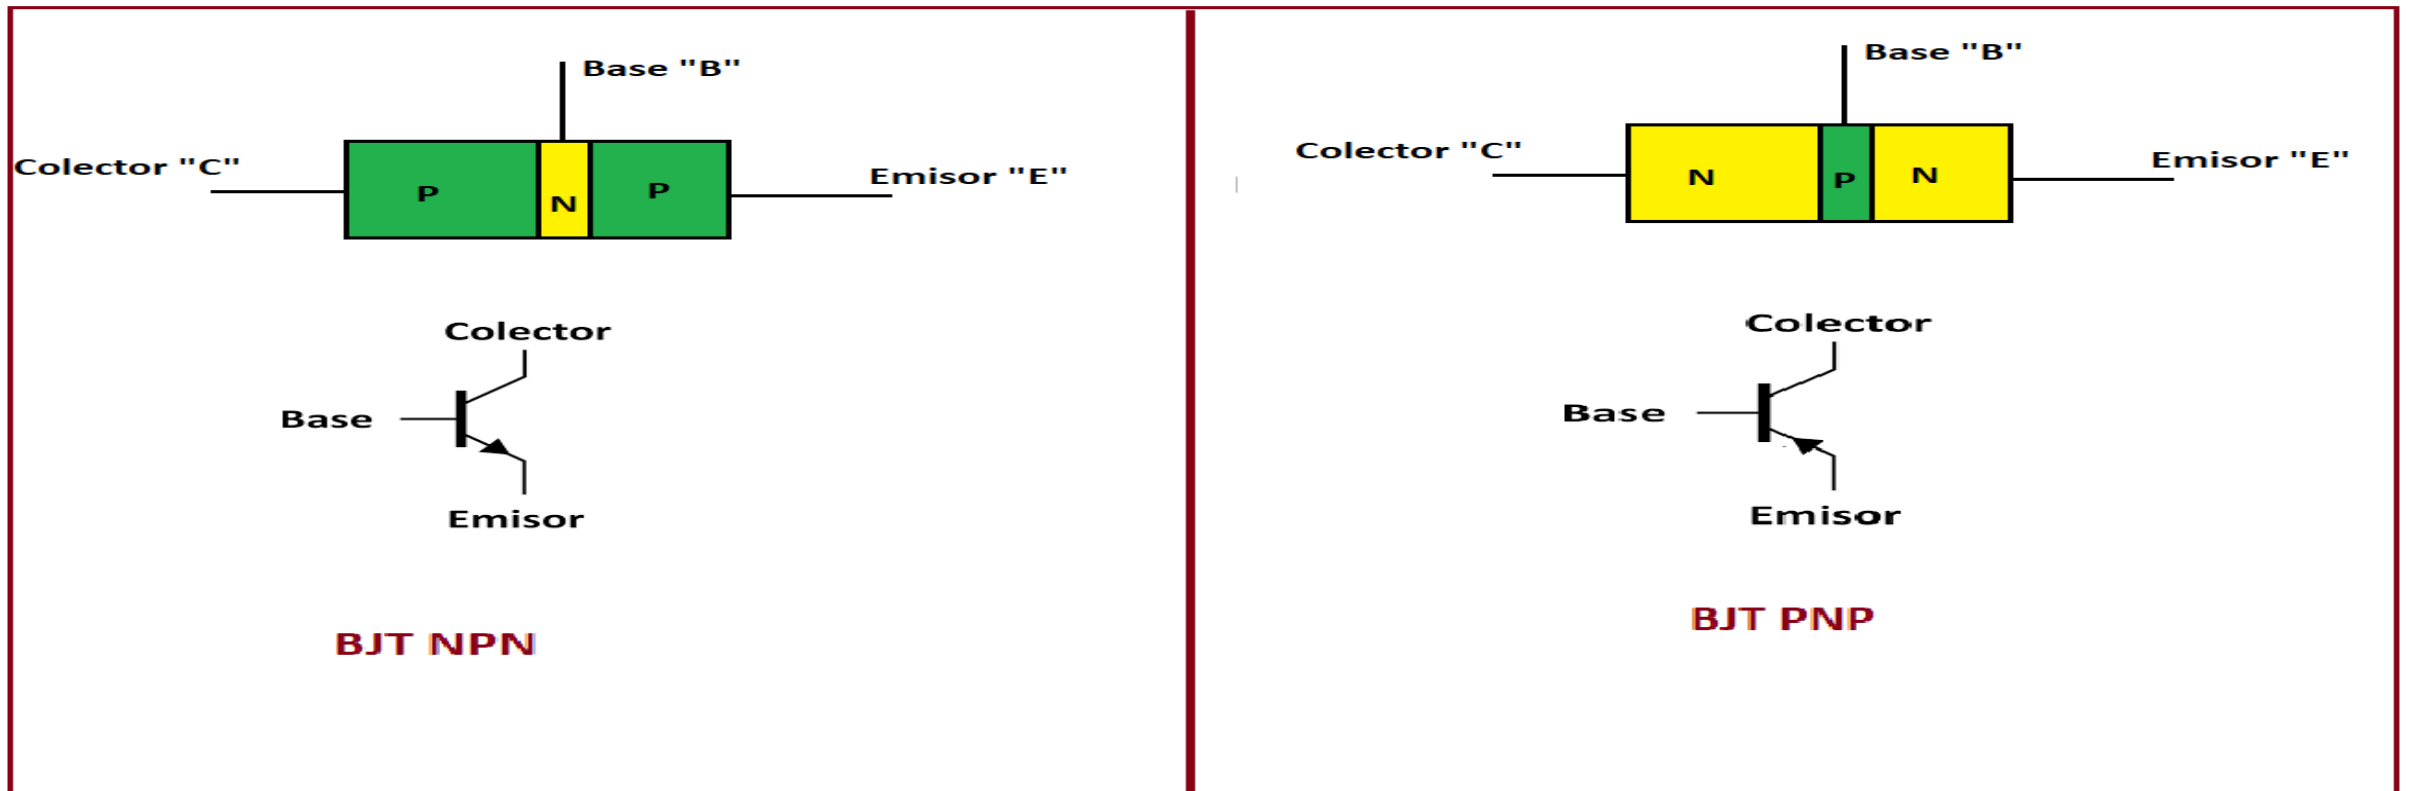 Base "B"
Colector "C"
Emisor "E"
P
N
P
Colector
Base
Emisor
BJT NPN
Base "B"
Colector "C"
Emisor "E"
N
P
N
Colector
Base
Emisor
BJT PNP